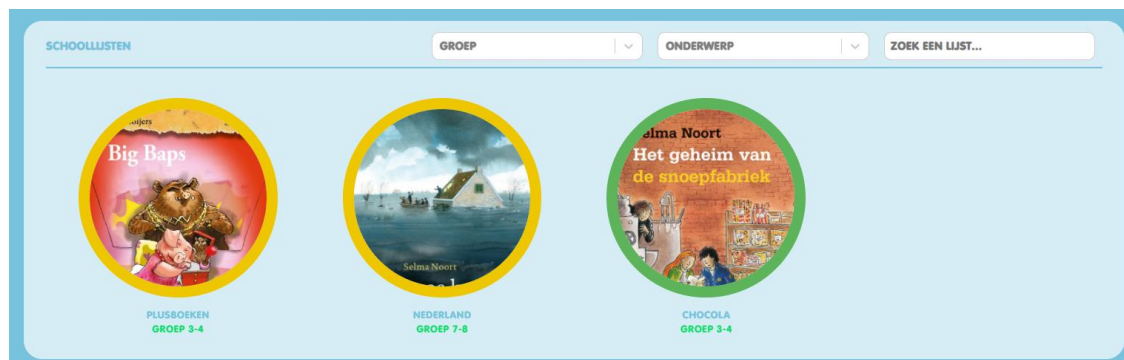 SCHOOLLIJSTEN
GROEP
ONDERWERP
ZOEK EEN LIJST...
Big Baps
Selma Noort
elma Noort
Het geheim van
de snoepfabriek
PLUSBOEKEN
GROEP 3-4
NEDERLAND
GROEP 7-8
CHOCOLA
GROEP 3-4